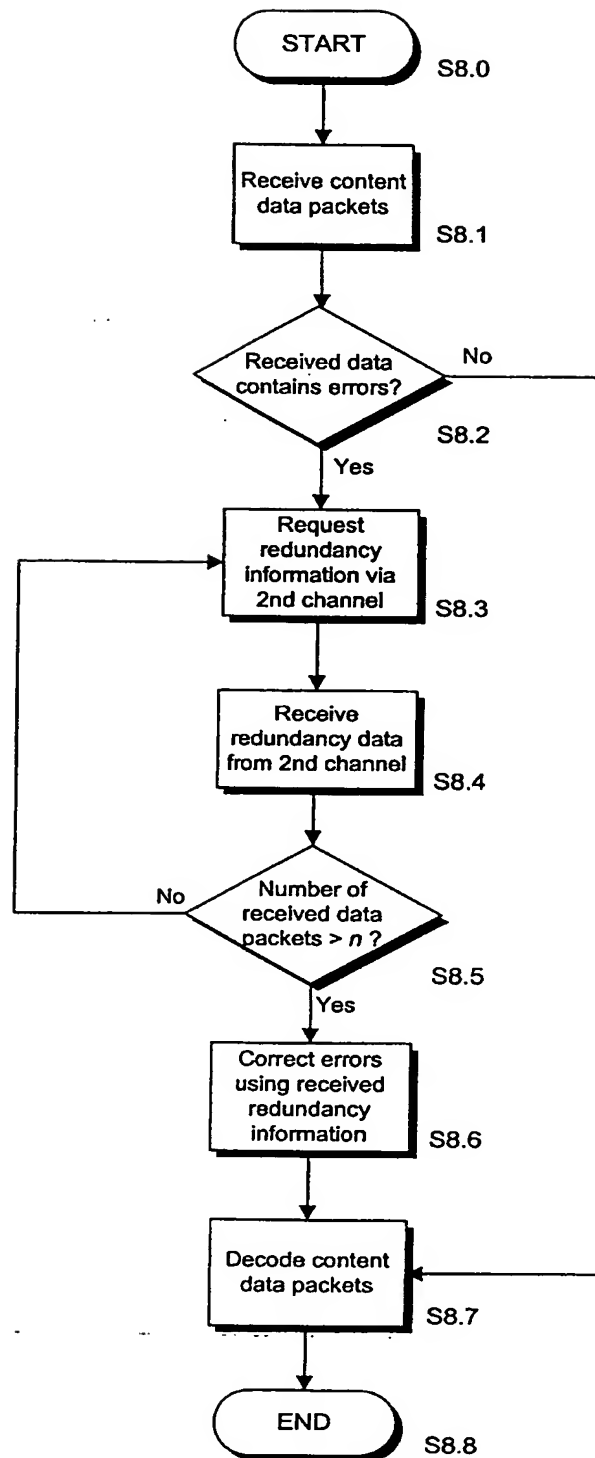 START
S8.0
Receive content
data packets
S8.1
Received data
contains errors?
No
S8.2
Yes
Request
redundancy
information via
2nd channel
S8.3
Receive
redundancy data
from 2nd channel
S8.4
No
Number of
received data
packets > n ?
S8.5
Yes
Correct errors
using received
redundancy
information
S8.6
Decode content
data packets
S8.7
END
S8.8